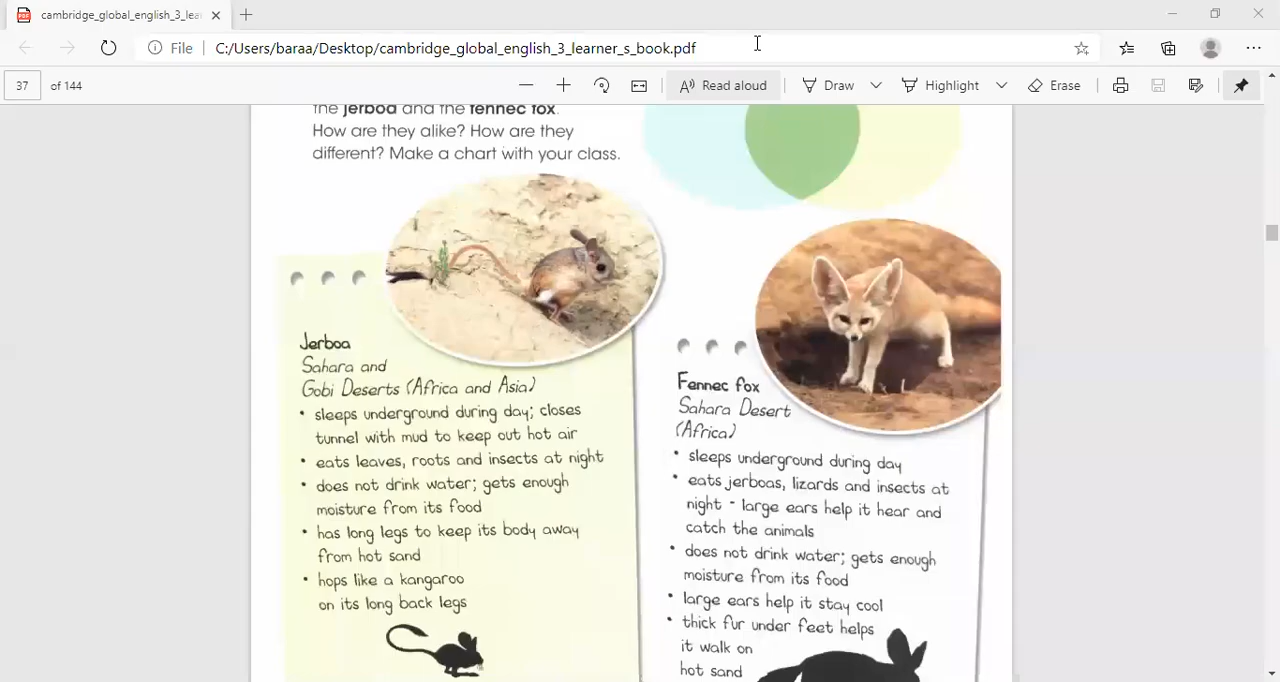 cambridge_global_english_3_lea
File
C:/Users/baraa/Desktop/cambridge_global_english_3_learner_s_book.pdf
37
of 144
Read aloud
Draw
Highlight
Erase
the jerboa and the fennec fox.
How are they alike? How are they
different? Make a chart with your class.
Jerboa
Sahara and
Gobi Deserts (Africa and Asia)
• sleeps underground during day; closes
tunnel with mud to keep out hot air
• eats leaves, roots and insects at night
• does not drink water; gets enough
moisture from its food
• has long legs to keep its body away
from hot sand
• hops like a kangaroo
on its long back legs
Fennec fox
Sahara Desert
(Africa)
• sleeps underground during day
• eats jerboas, lizards and insects at
night - large ears help it hear and
catch the animals
• does not drink water; gets enough
moisture from its food
• large ears help it stay cool
• thick fur under feet helps
it walk on
hot sand